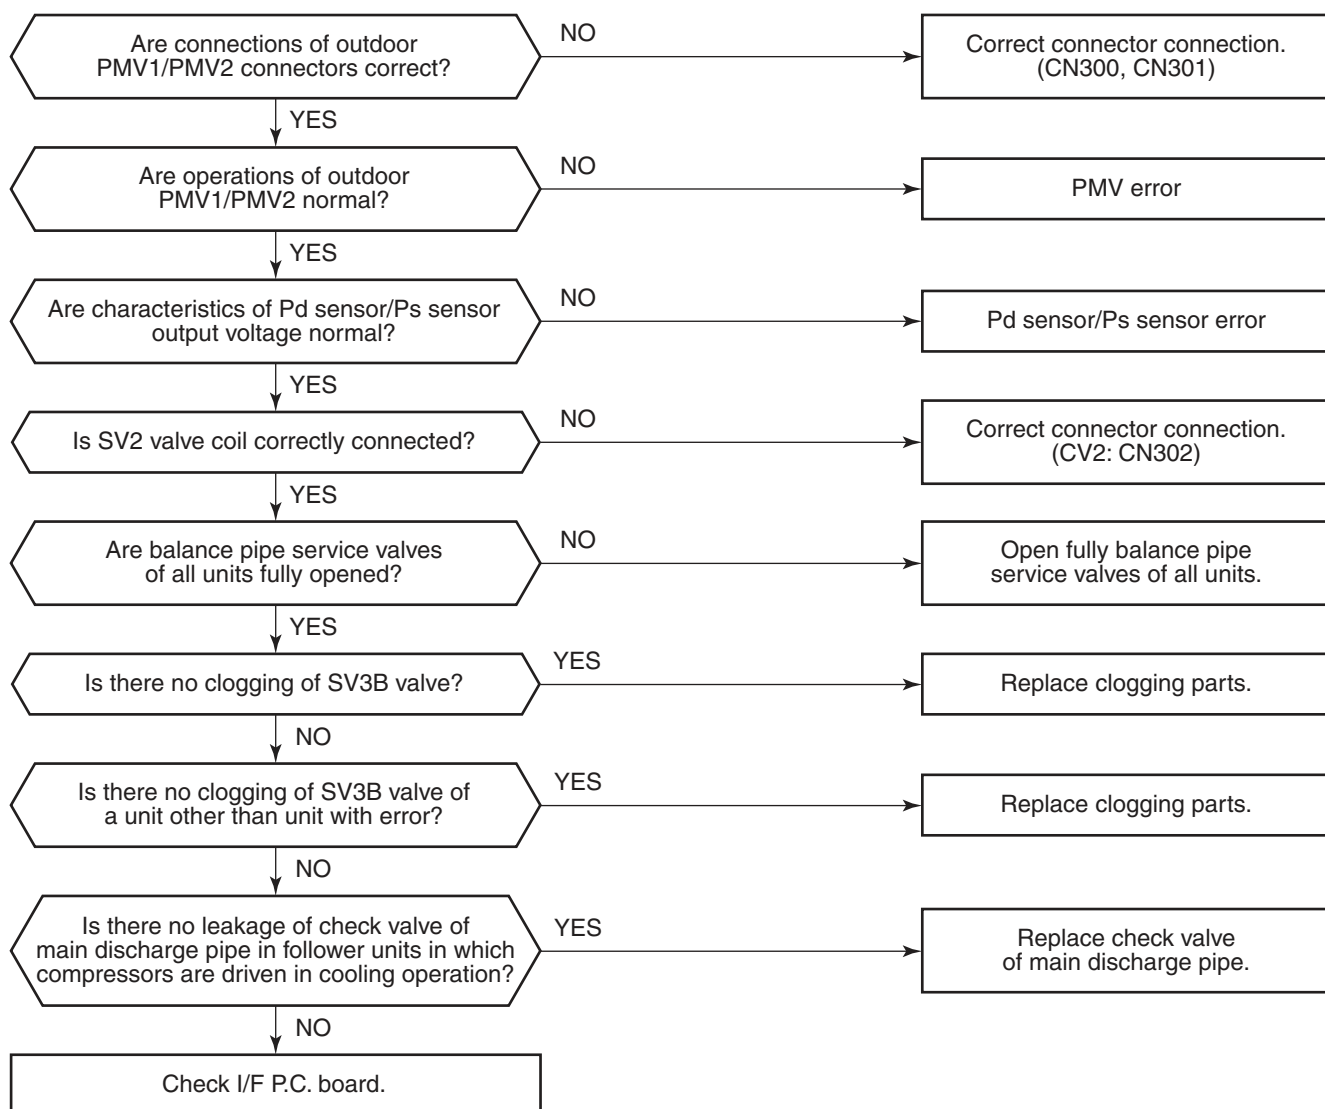 Are connections of outdoor
PMV1/PMV2 connectors correct?
NO
Correct connector connection.
(CN300, CN301)
YES
Are operations of outdoor
PMV1/PMV2 normal?
NO
PMV error
YES
Are characteristics of Pd sensor/Ps sensor
output voltage normal?
NO
Pd sensor/Ps sensor error
YES
Is SV2 valve coil correctly connected?
NO
Correct connector connection.
(CV2: CN302)
YES
Are balance pipe service valves
of all units fully opened?
NO
Open fully balance pipe
service valves of all units.
YES
Is there no clogging of SV3B valve?
YES
Replace clogging parts.
NO
Is there no clogging of SV3B valve of
a unit other than unit with error?
YES
Replace clogging parts.
NO
Is there no leakage of check valve of
main discharge pipe in follower units in which
compressors are driven in cooling operation?
YES
Replace check valve
of main discharge pipe.
NO
Check I/F P.C. board.